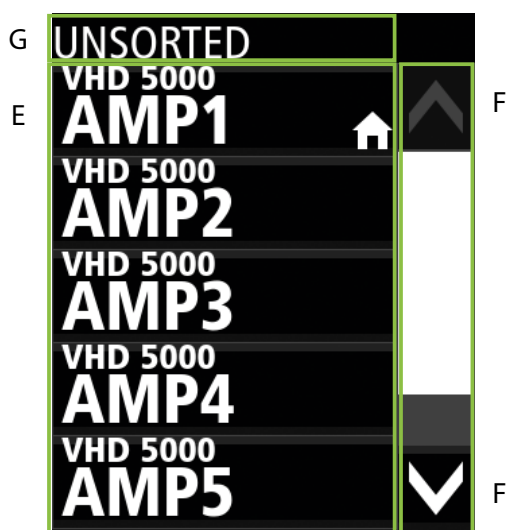 G
UNSORTED
E
F
VHD 5000
AMP1
VHD 5000
AMP2
VHD 5000
AMP3
VHD 5000
AMP4
VHD 5000
AMP5
F